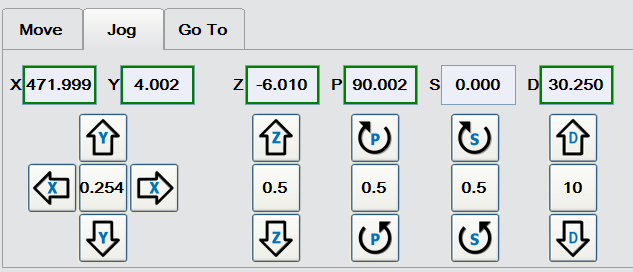 Move Jog Go To
X 471.999 Y 4.002 Z -6.010 P 90.002 S 0.000 D 30.250
Y Z P S D
X 0.254 X 0.5 0.5 0.5 10
Y Z P S D